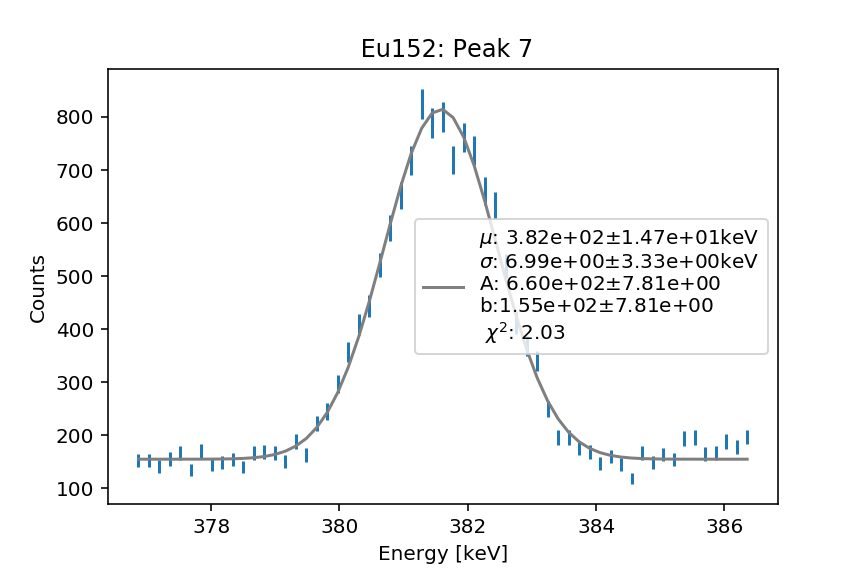 Eu152: Peak 7
Counts
800
700
600
500
400
300
200
100
μ: 3.82e+02±1.47e+01keV
σ: 6.99e+00±3.33e+00keV
A: 6.60e+02±7.81e+00
b:1.55e+02±7.81e+00
χ²: 2.03
378 380 382 384 386
Energy [keV]